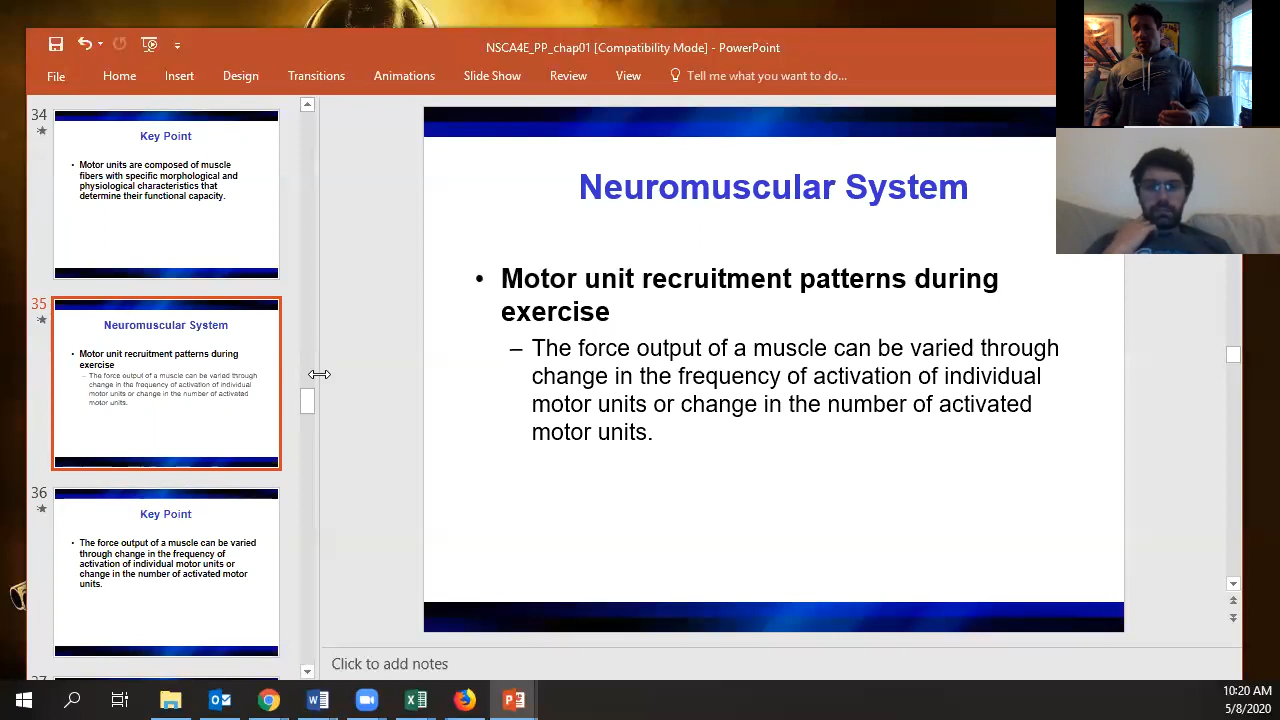 NSCA4E_PP_chap01 [Compatibility Mode] - PowerPoint
File Home Insert Design Transitions Animations Slide Show Review View Tell me what you want to do...
34
Key Point
• Motor units are composed of muscle
fibers with specific morphological and
physiological characteristics that
determine their functional capacity.
35
Neuromuscular System
• Motor unit recruitment patterns during
exercise
– The force output of a muscle can be varied through
change in the frequency of activation of individual
motor units or change in the number of activated
motor units.
36
Key Point
• The force output of a muscle can be varied
through change in the frequency of
activation of individual motor units or
change in the number of activated motor
units.
Neuromuscular System
• Motor unit recruitment patterns during
exercise
– The force output of a muscle can be varied through
change in the frequency of activation of individual
motor units or change in the number of activated
motor units.
Click to add notes
10:20 AM
5/8/2020